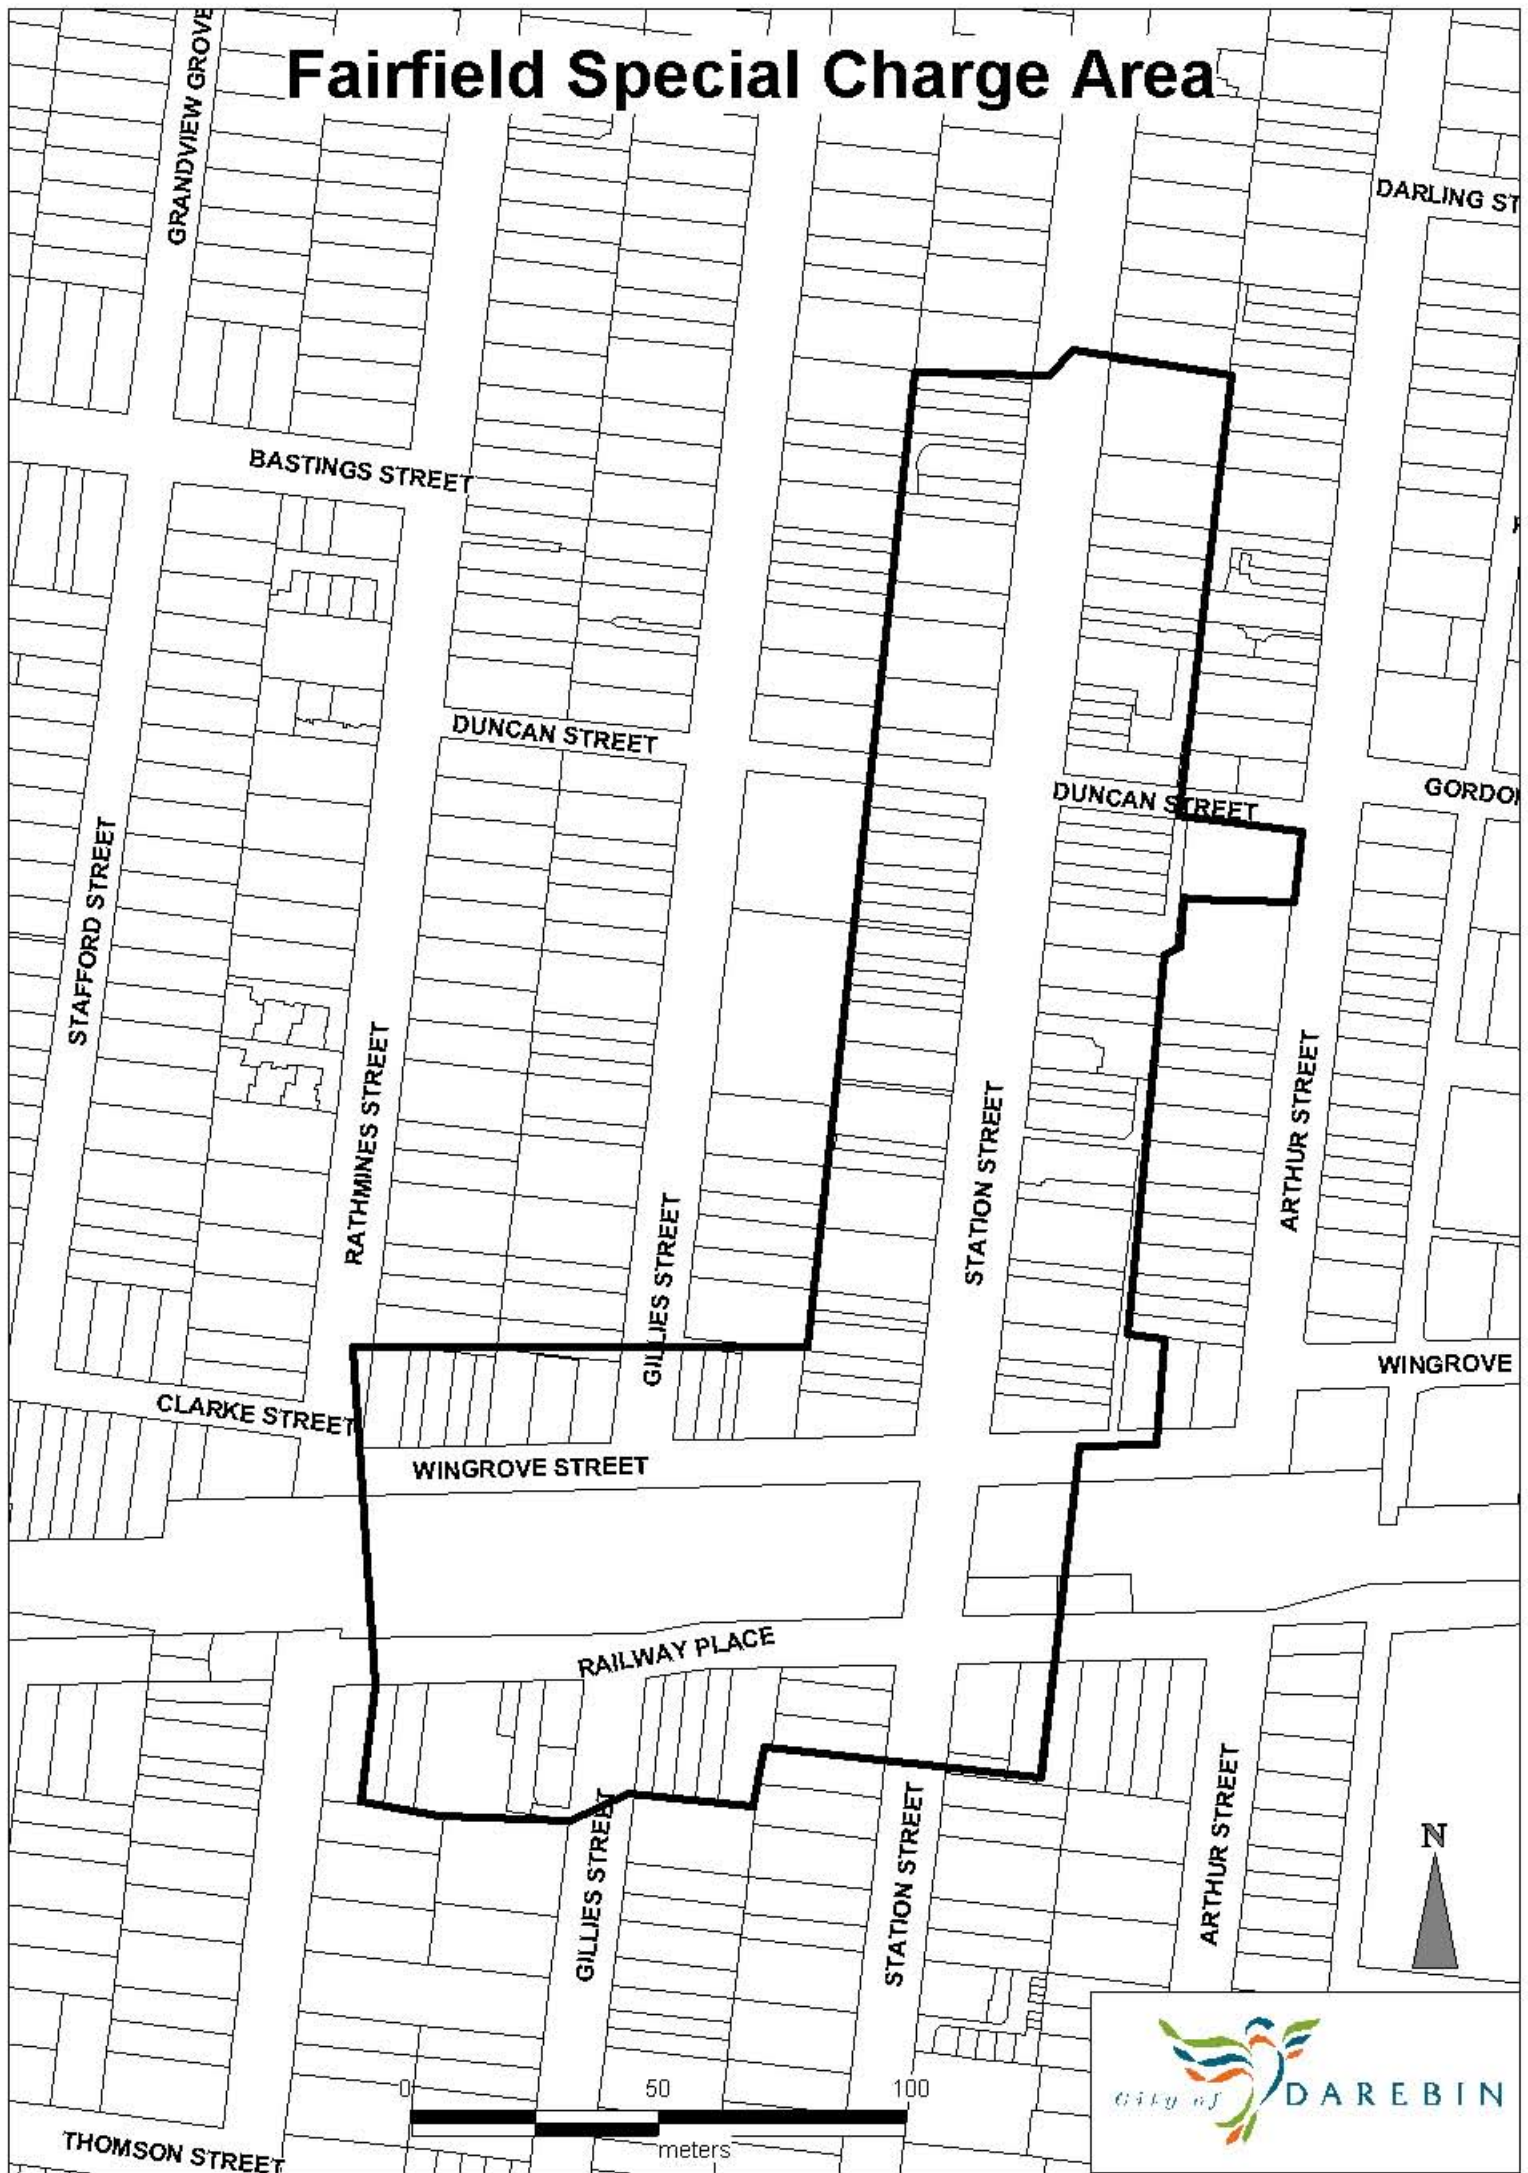 Fairfield Special Charge Area
GRANDVIEW GROVE
DARLING ST
BASTINGS STREET
DUNCAN STREET
DUNCAN STREET
GORDON
STAFFORD STREET
RATHMINES STREET
GILLIES STREET
STATION STREET
ARTHUR STREET
WINGROVE
CLARKE STREET
WINGROVE STREET
RAILWAY PLACE
GILLIES STREET
STATION STREET
ARTHUR STREET
N
0 50 100
meters
City of DAREBIN
THOMSON STREET